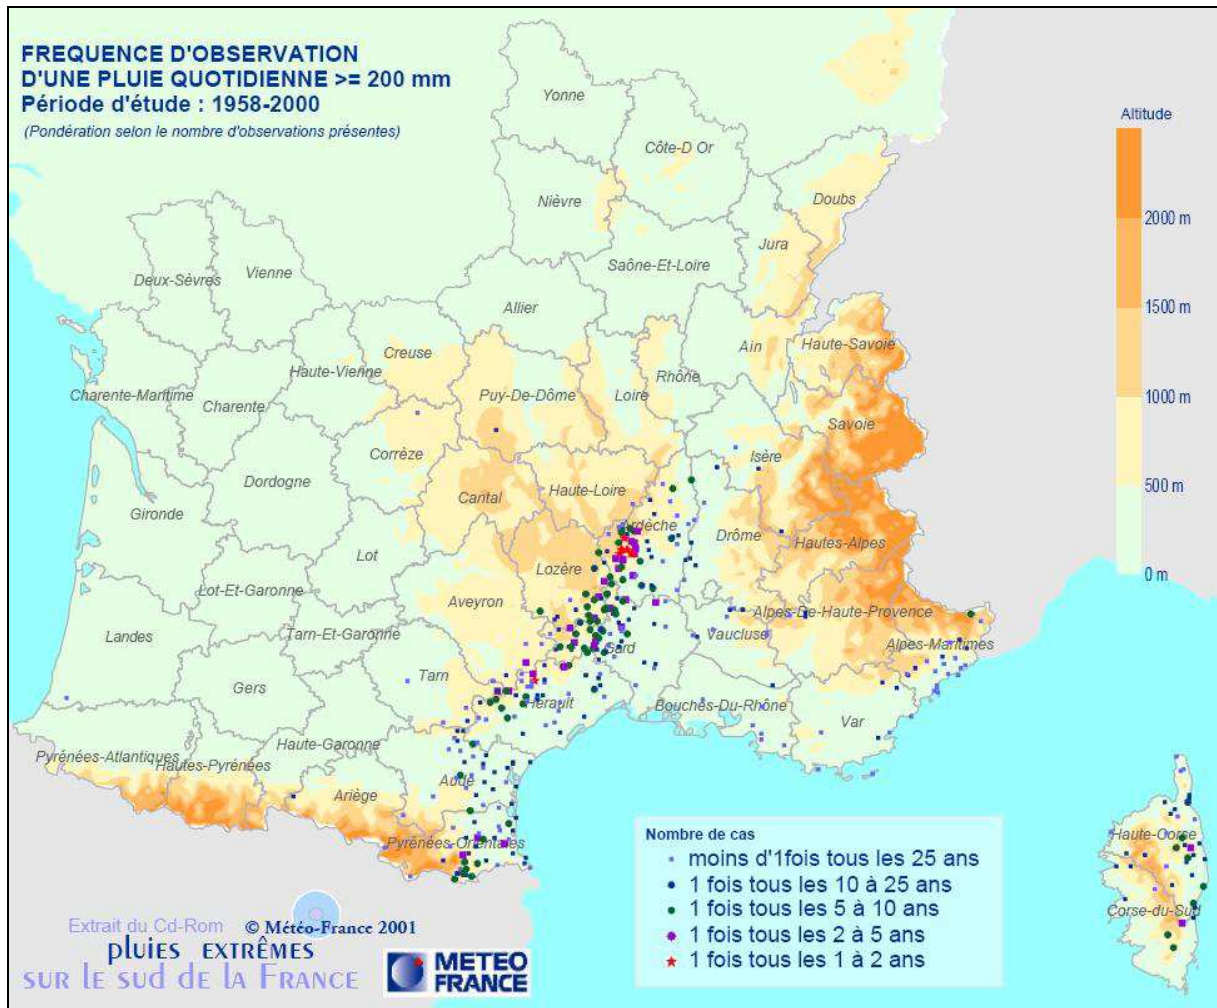 FREQUENCE D'OBSERVATION
D'UNE PLUIE QUOTIDIENNE >= 200 mm
Période d'étude : 1958-2000
(Pondération selon le nombre d'observations présentes)
Altitude
2000 m
1500 m
1000 m
500 m
0 m
Yonne
Côte-D Or
Nièvre
Doubs
Jura
Saône-Et-Loire
Deux-Sèvres
Vienne
Allier
Creuse
Haute-Vienne
Ain
Haute-Savoie
Rhône
Loire
Puy-De-Dôme
Charente-Maritime
Charente
Savoie
Isère
Corrèze
Dordogne
Cantal
Haute-Loire
Gironde
Ardèche
Drôme
Hautes-Alpes
Lot
Lozère
Lot-Et-Garonne
Aveyron
Alpes-De-Haute-Provence
Landes
Tarn-Et-Garonne
Vaucluse
Alpes-Maritimes
Gard
Tarn
Gers
Hérault
Bouches-Du-Rhône
Var
Haute-Garonne
Pyrénées-Atlantiques
Hautes-Pyrénées
Aude
Ariège
Pyrénées-Orientales
Haute-Corse
Corse-du-Sud
Nombre de cas
moins d'1fois tous les 25 ans
1 fois tous les 10 à 25 ans
1 fois tous les 5 à 10 ans
1 fois tous les 2 à 5 ans
1 fois tous les 1 à 2 ans
Extrait du Cd-Rom © Météo-France 2001
pluies extrêmes
sur le sud de la France
METEO
FRANCE